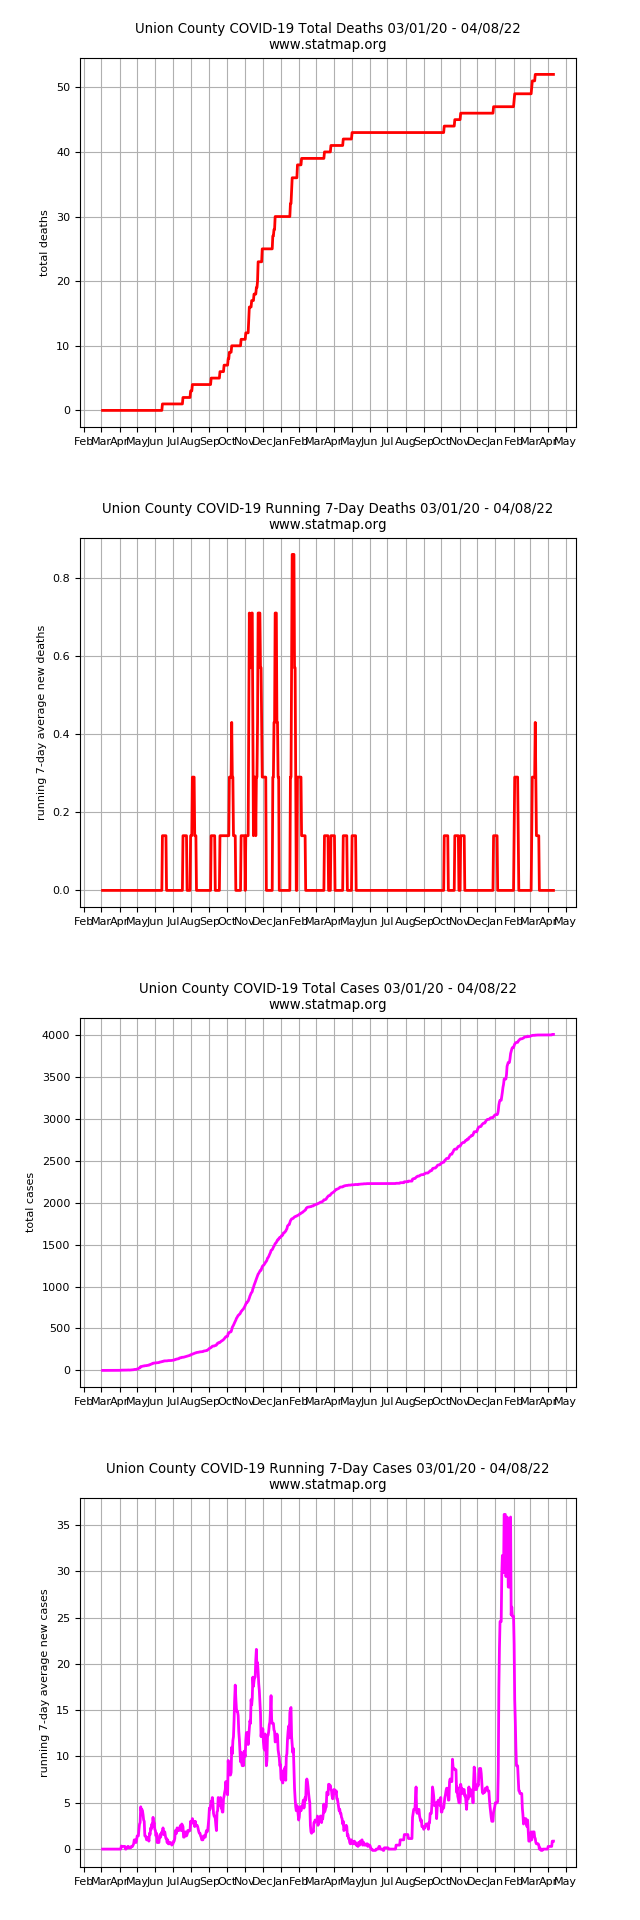 Union County COVID-19 Total Deaths 03/01/20 - 04/08/22
www.statmap.org
total deaths
50
40
30
20
10
0
Feb Mar Apr May Jun Jul Aug Sep Oct Nov Dec Jan Feb Mar Apr May Jun Jul Aug Sep Oct Nov Dec Jan Feb Mar Apr May
Union County COVID-19 Running 7-Day Deaths 03/01/20 - 04/08/22
www.statmap.org
running 7-day average new deaths
0.8
0.6
0.4
0.2
0.0
Feb Mar Apr May Jun Jul Aug Sep Oct Nov Dec Jan Feb Mar Apr May Jun Jul Aug Sep Oct Nov Dec Jan Feb Mar Apr May
Union County COVID-19 Total Cases 03/01/20 - 04/08/22
www.statmap.org
total cases
4000
3500
3000
2500
2000
1500
1000
500
0
Feb Mar Apr May Jun Jul Aug Sep Oct Nov Dec Jan Feb Mar Apr May Jun Jul Aug Sep Oct Nov Dec Jan Feb Mar Apr May
Union County COVID-19 Running 7-Day Cases 03/01/20 - 04/08/22
www.statmap.org
running 7-day average new cases
35
30
25
20
15
10
5
0
Feb Mar Apr May Jun Jul Aug Sep Oct Nov Dec Jan Feb Mar Apr May Jun Jul Aug Sep Oct Nov Dec Jan Feb Mar Apr May